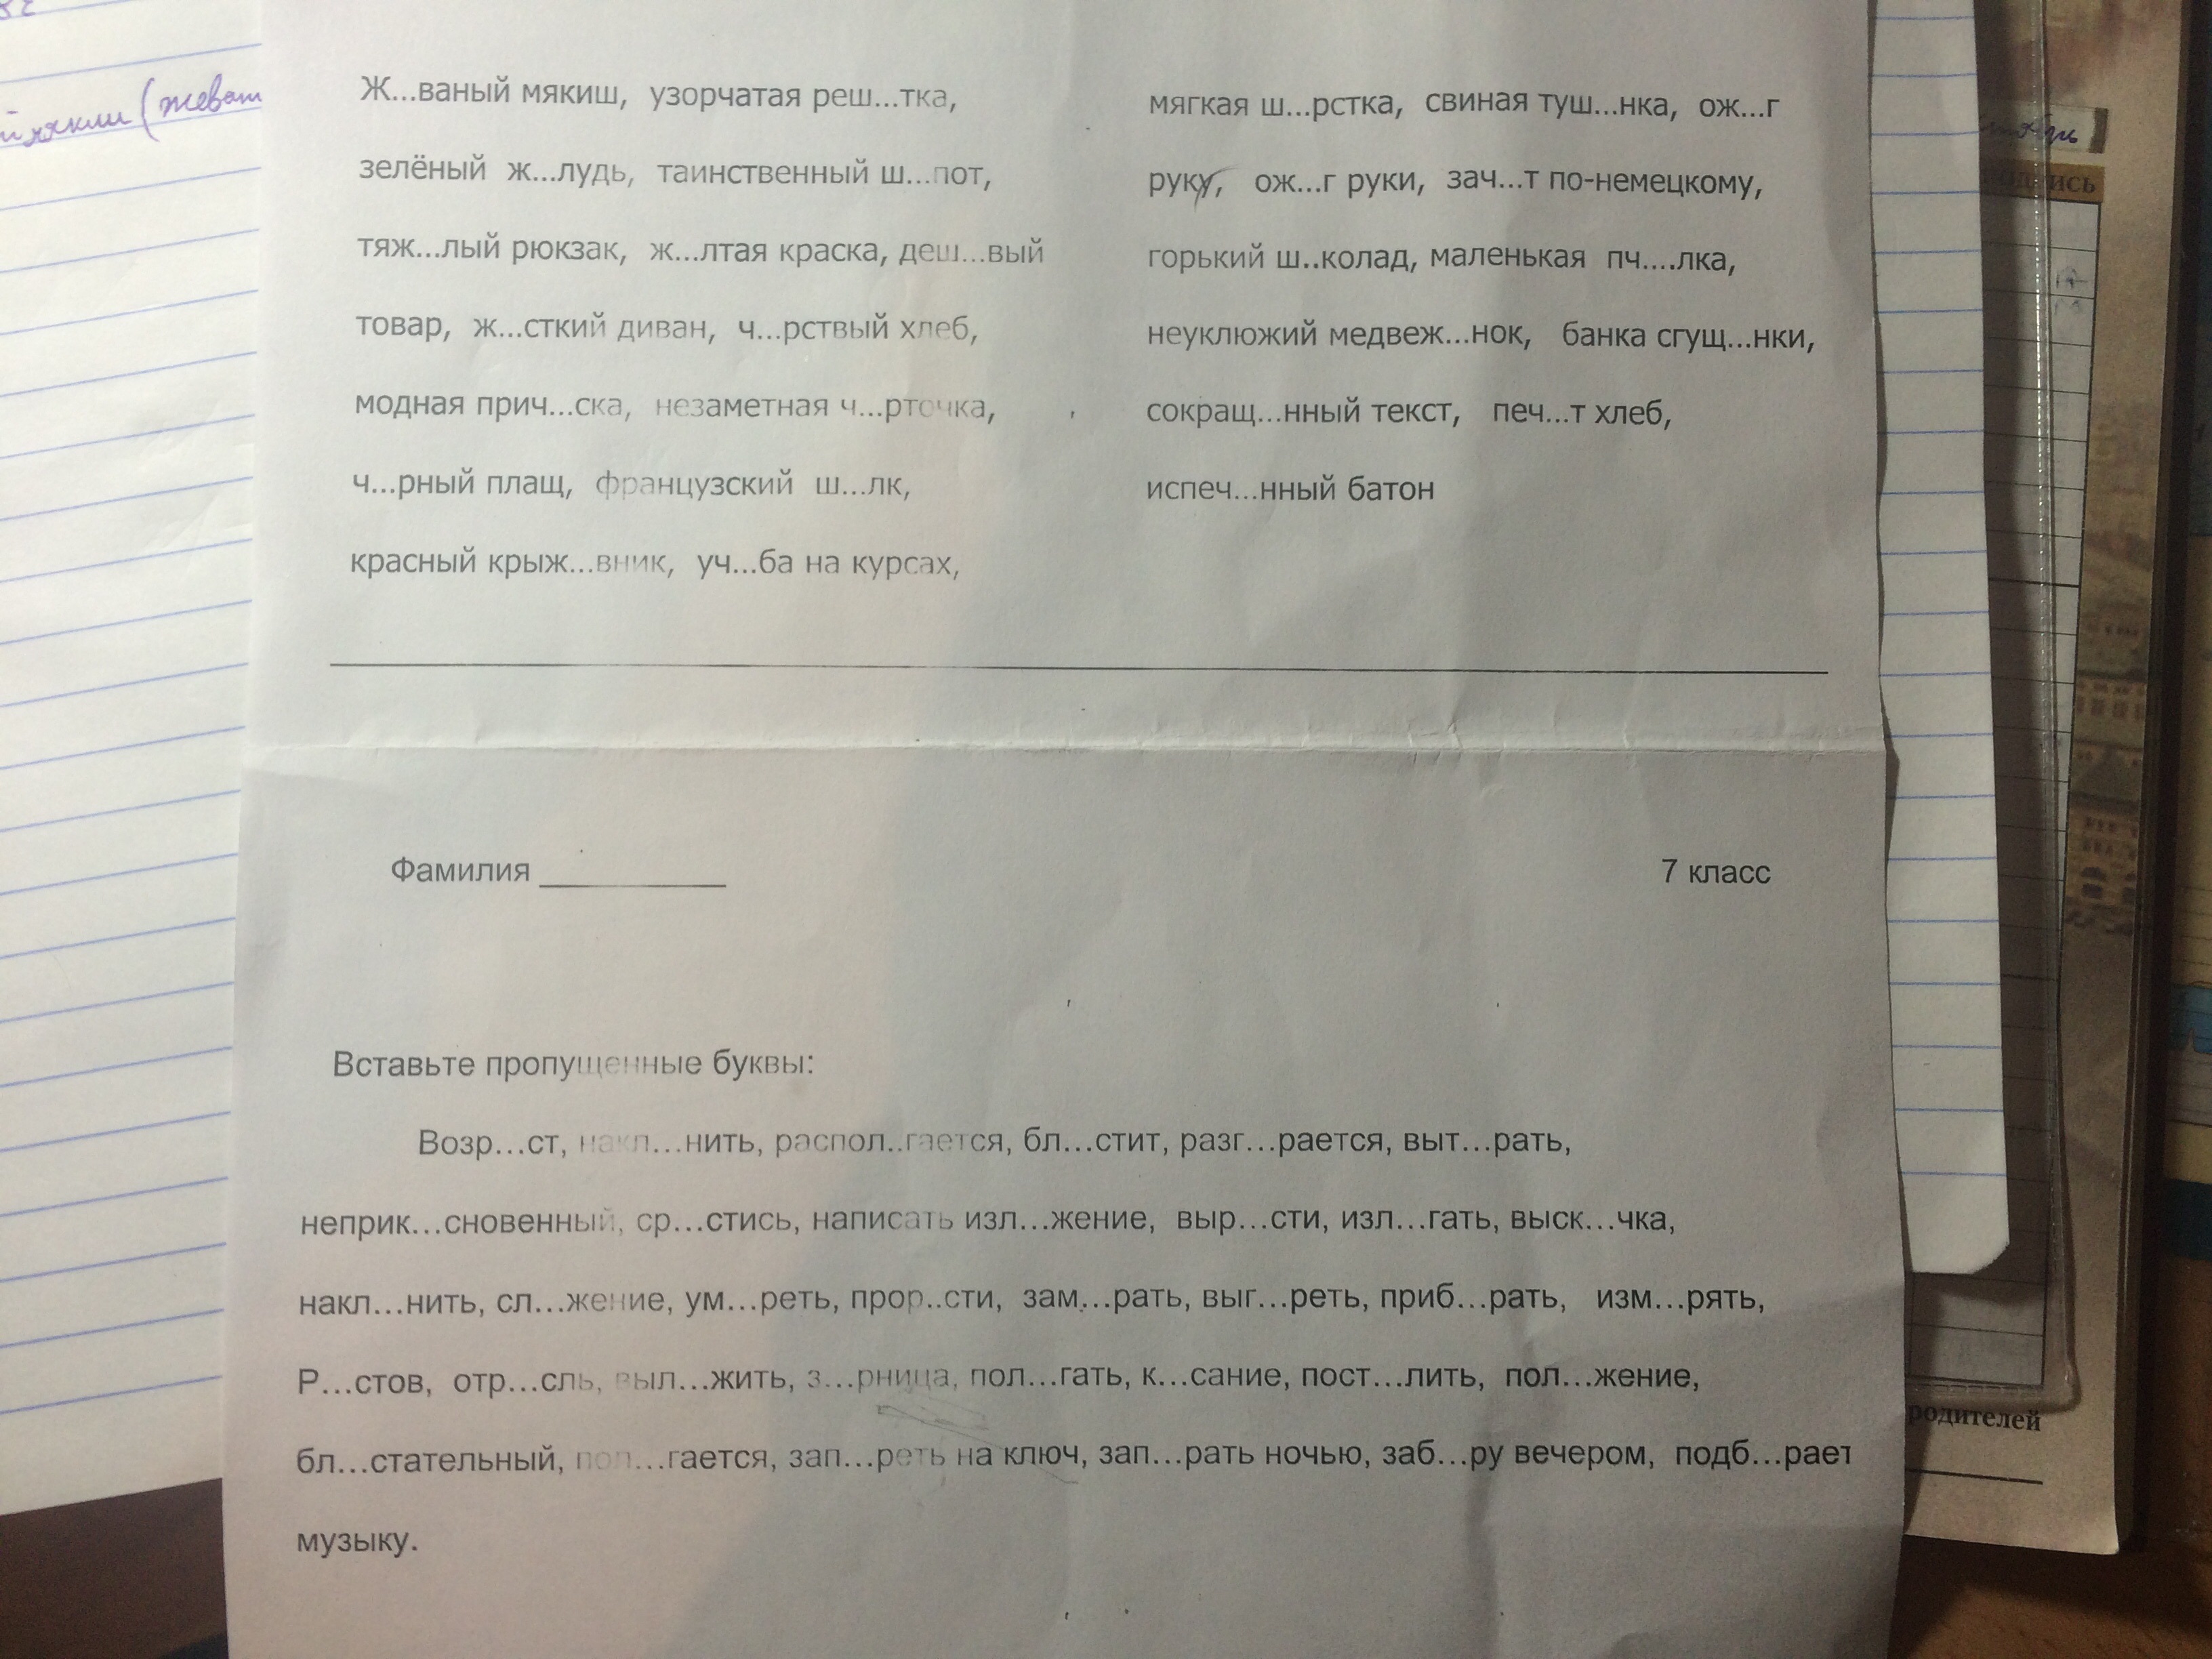 (жеват
Ж...ваный мякиш, узорчатая реш...тка,
зелёный ж...лудь, таинственный ш...пот,
тяж...лый рюкзак, ж...лтая краска, деш...вый
товар, ж...сткий диван, ч...рствый хлеб,
модная прич...ска, незаметная ч...рточка,
ч...рный плащ, французский ш...лк,
красный крыж...вник, уч...ба на курсах,
мягкая ш...рстка, свиная туш...нка, ож...г
руку, ож...г руки, зач...т по-немецкому,
горький ш..колад, маленькая пч....лка,
неуклюжий медвеж...нок, банка сгущ...нки,
сокращ...нный текст, печ...т хлеб,
испеч...нный батон
Фамилия ___________ 7 класс
Вставьте пропущенные буквы:
Возр...ст, накл...нить, распол..гается, бл...стит, разг...рается, выт...рать,
неприк...сновенный, ср...стись, написать изл...жение, выр...сти, изл...гать, выск...чка,
накл...нить, сл...жение, ум...реть, прор..сти, зам...рать, выг...реть, приб...рать, изм...рять,
Р...стов, отр...сль, выл...жить, з...рница, пол...гать, к...сание, пост...лить, пол...жение,
бл...стательный, пол...гается, зап...реть на ключ, зап...рать ночью, заб...ру вечером, подб...рает
музыку.
родителей